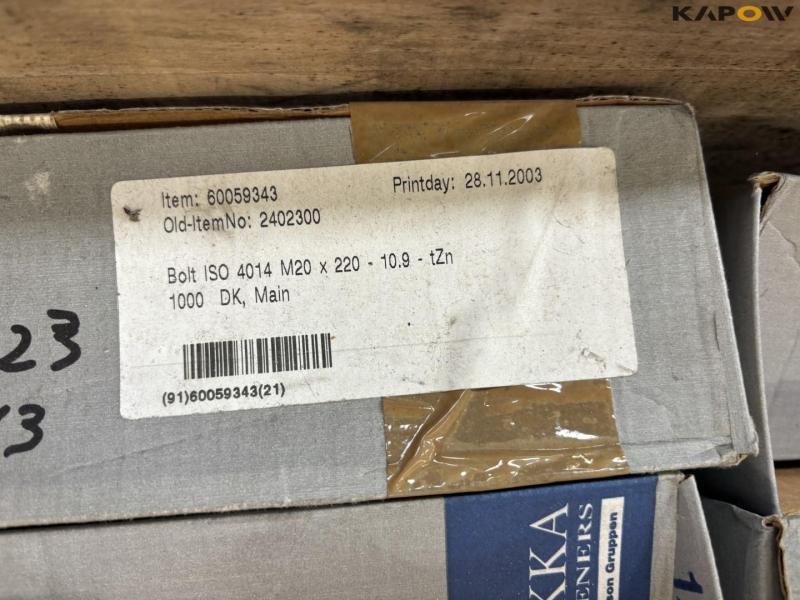 KAPOW
Item: 60059343
Printday: 28.11.2003
Old-ItemNo: 2402300
Bolt ISO 4014 M20 x 220 - 10.9 - tZn
1000 DK, Main
(91)60059343(21)
23
3
KKA
ENERS
son Gruppen